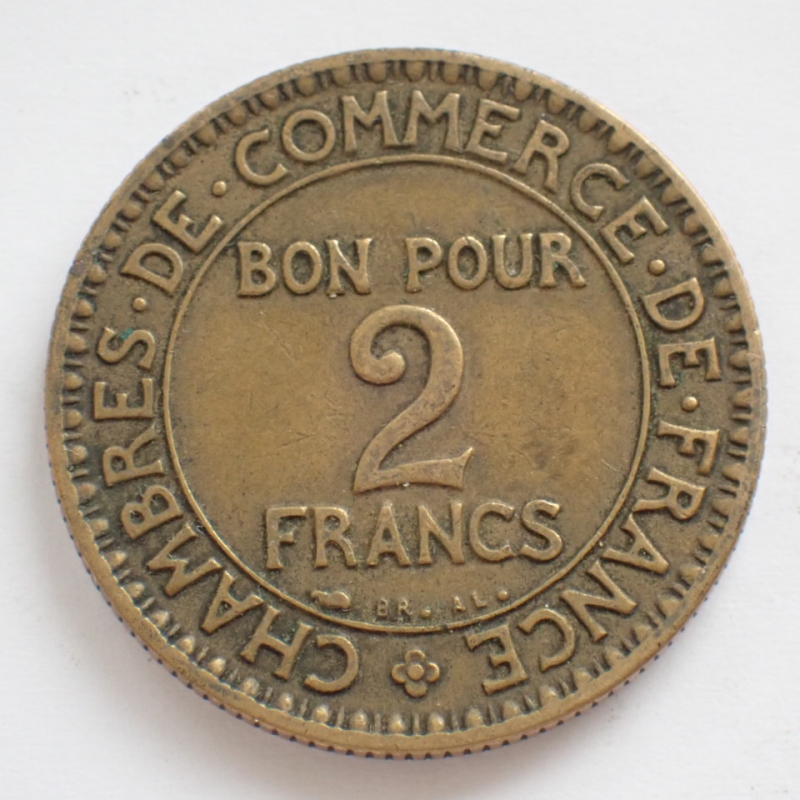 CHAMBRES · DE · COMMERCE · DE · FRANCE
BON POUR
2
FRANCS
BR. AL.